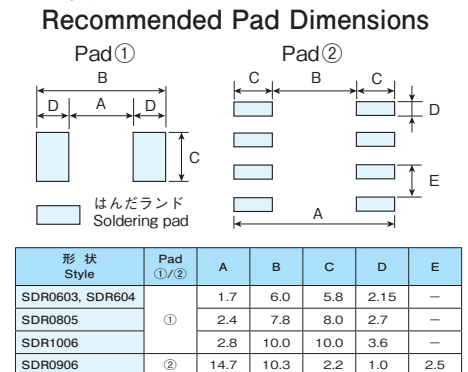 Recommended Pad Dimensions
Pad① Pad②
B C B C
D A D D
C E
はんだランド
Soldering pad
A
形 状 Style Pad ①/② A B C D E
SDR0603, SDR604 ① 1.7 6.0 5.8 2.15 −
SDR0805 2.4 7.8 8.0 2.7 −
SDR1006 2.8 10.0 10.0 3.6 −
SDR0906 ② 14.7 10.3 2.2 1.0 2.5